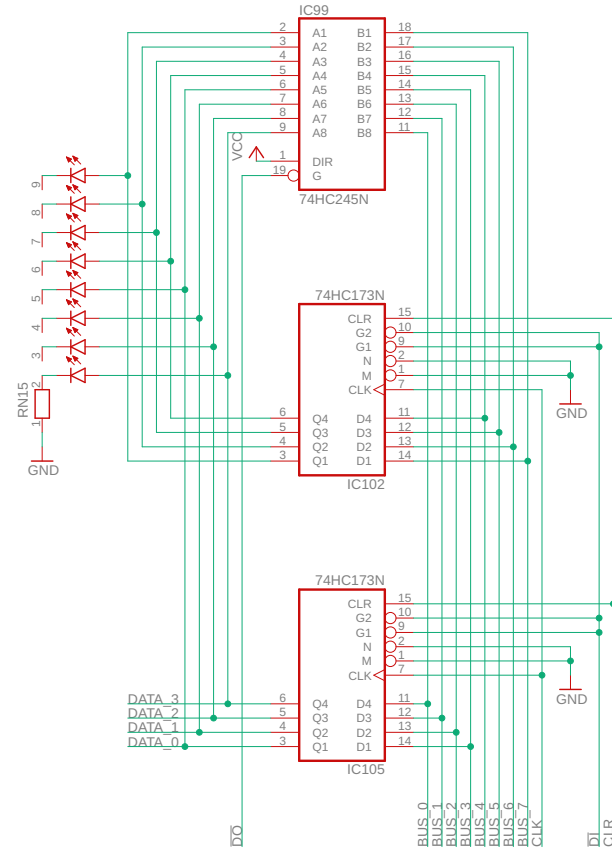 IC99
2 A1 B1 18
3 A2 B2 17
4 A3 B3 16
5 A4 B4 15
6 A5 B5 14
7 A6 B6 13
8 A7 B7 12
9 A8 B8 11
VCC
1 DIR
19 G
74HC245N
9
8
7
6
5
4
3
2
RN15
1
GND
74HC173N
CLR 15
G2 10
G1 9
N 2
M 1
CLK 7
GND
6 Q4 D4 11
5 Q3 D3 12
4 Q2 D2 13
3 Q1 D1 14
IC102
74HC173N
CLR 15
G2 10
G1 9
N 2
M 1
CLK 7
GND
DATA_3 6 Q4 D4 11
DATA_2 5 Q3 D3 12
DATA_1 4 Q2 D2 13
DATA_0 3 Q1 D1 14
IC105
DO
BUS_0
BUS_1
BUS_2
BUS_3
BUS_4
BUS_5
BUS_6
BUS_7
CLK
DI
CLR